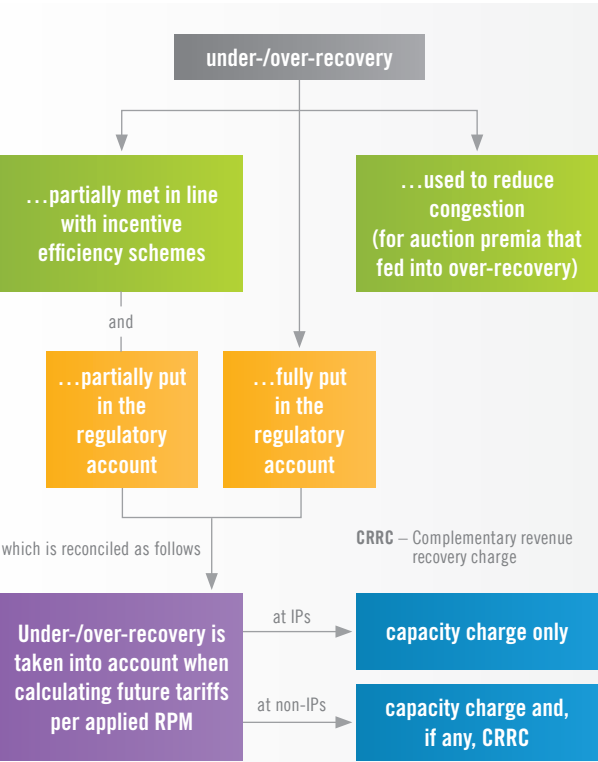 under-/over-recovery
…partially met in line
with incentive
efficiency schemes
…used to reduce
congestion
(for auction premia that
fed into over-recovery)
and
…partially put
in the
regulatory
account
…fully put
in the
regulatory
account
which is reconciled as follows
CRRC – Complementary revenue
recovery charge
Under-/over-recovery is
taken into account when
calculating future tariffs
per applied RPM
at IPs
capacity charge only
at non-IPs
capacity charge and,
if any, CRRC